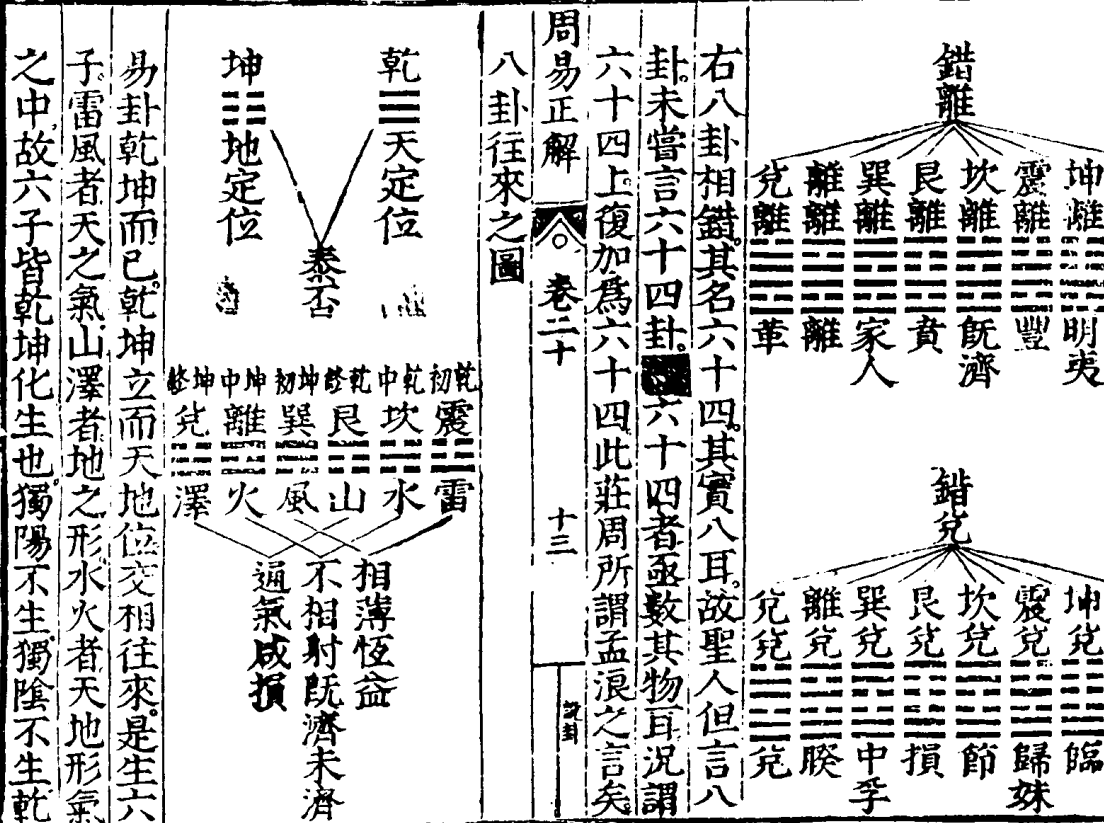 錯離
坤離 明夷
震離 豐
坎離 既濟
艮離 賁
巽離 家人
離離 離
兌離 革
錯兌
坤兌 臨
震兌 歸妹
坎兌 節
艮兌 損
巽兌 中孚
離兌 睽
兌兌 兌
右八卦相錯。其名六十四。其實八耳。故聖人但言八
卦。未嘗言六十四卦。六十四者亟數其物耳況謂
六十四上復加爲六十四此莊周所謂孟浪之言矣
周易正解 卷二十 十三 說卦
八卦往來之圖
乾☰天定位
坤☷地定位
泰否
乾初 震☳雷
乾中 坎☵水
乾終 艮☶山
坤初 巽☴風
坤中 離☲火
坤終 兌☱澤
相薄恆益
不相射既濟未濟
通氣咸損
易卦乾坤而已。乾坤立而天地位交相往來。是生六
子。雷風者天之氣。山澤者地之形。水火者天地形氣
之中。故六子皆乾坤化生也。獨陽不生。獨陰不生。乾